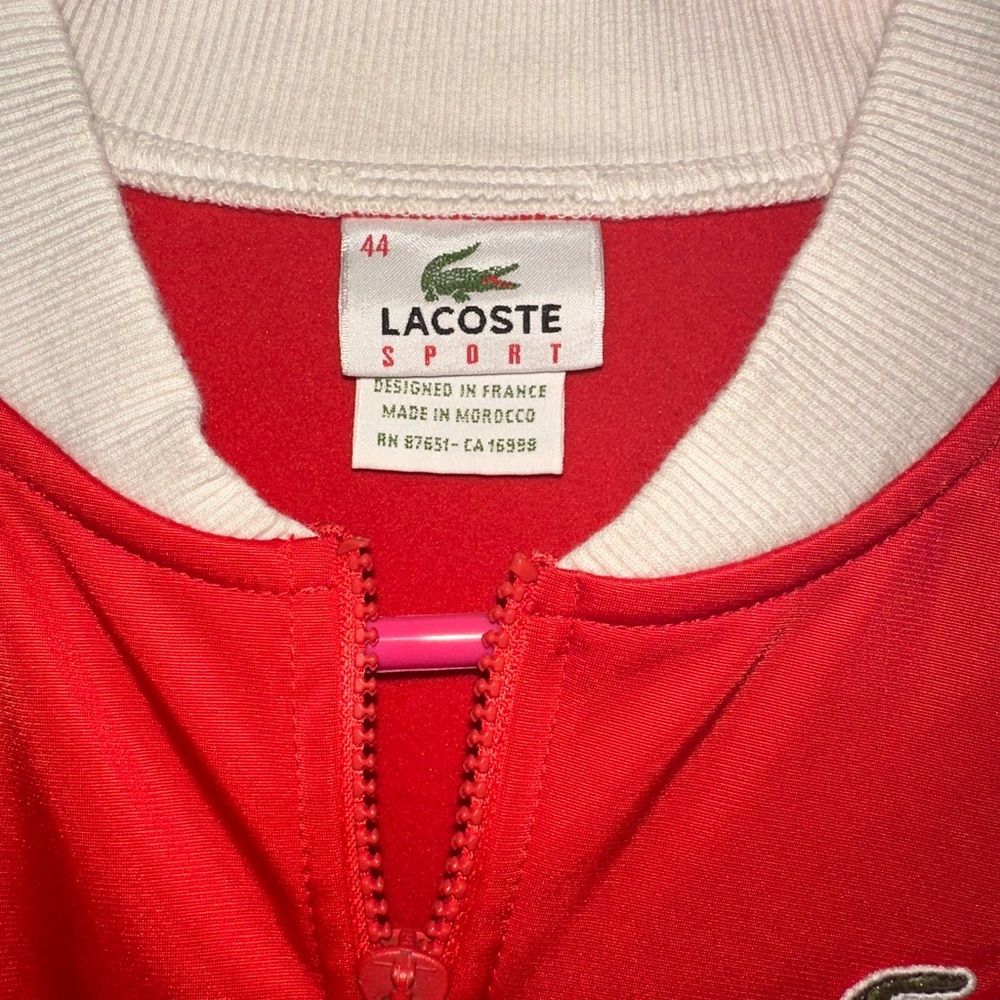 44
LACOSTE
SPORT
DESIGNED IN FRANCE
MADE IN MOROCCO
RN 87651- CA 16999